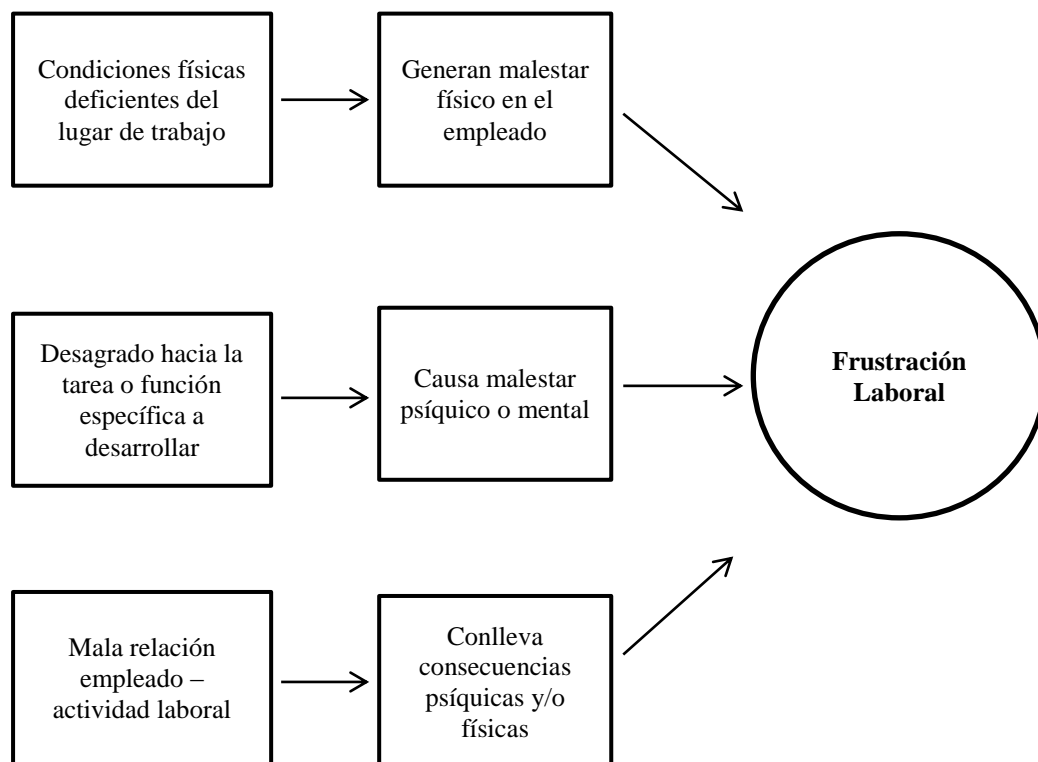 Condiciones físicas
deficientes del
lugar de trabajo
Generan malestar
físico en el
empleado
Desagrado hacia la
tarea o función
específica a
desarrollar
Causa malestar
psíquico o mental
Frustración
Laboral
Mala relación
empleado –
actividad laboral
Conlleva
consecuencias
psíquicas y/o
físicas